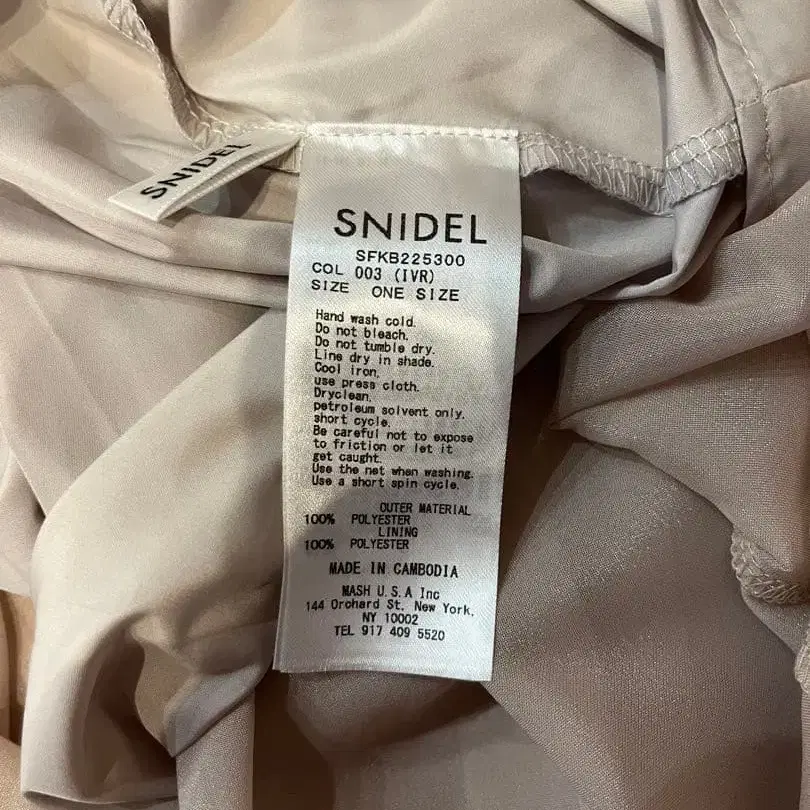 SNIDEL
SNIDEL
SFKB225300
COL 003 (IVR)
SIZE ONE SIZE
Hand wash cold.
Do not bleach.
Do not tumble dry.
Line dry in shade.
Cool iron.
use press cloth.
Dryclean.
petroleum solvent only.
short cycle.
Be careful not to expose
to friction or let it
get caught.
Use the net when washing.
Use a short spin cycle.
OUTER MATERIAL
100% POLYESTER
LINING
100% POLYESTER
MADE IN CAMBODIA
MASH U.S.A Inc
144 Orchard St. New York,
NY 10002
TEL 917 409 5520